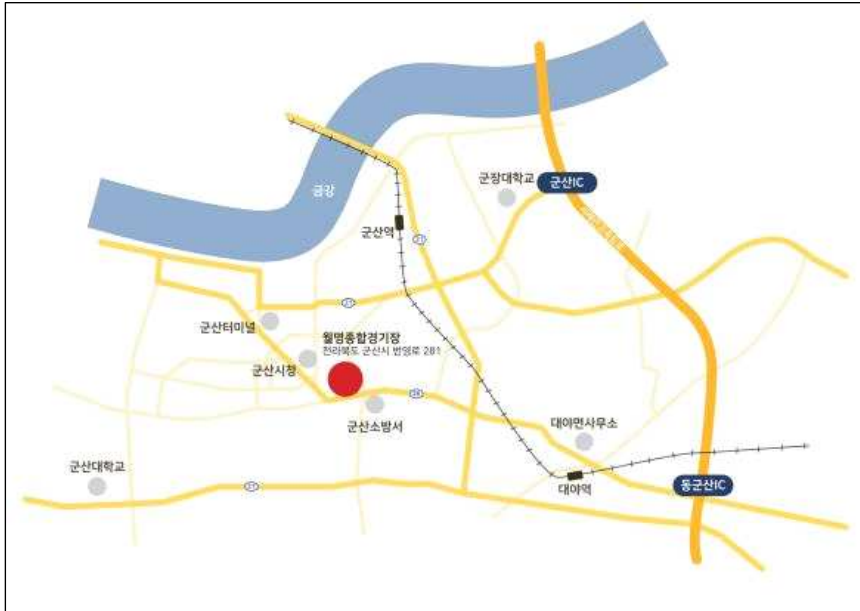 금강
군장대학교
군산IC
군산역
21
21
군산터미널
월명종합경기장
전라북도 군산시 번영로 281
군산시청
26
군산소방서
대야면사무소
군산대학교
대야역
동군산IC